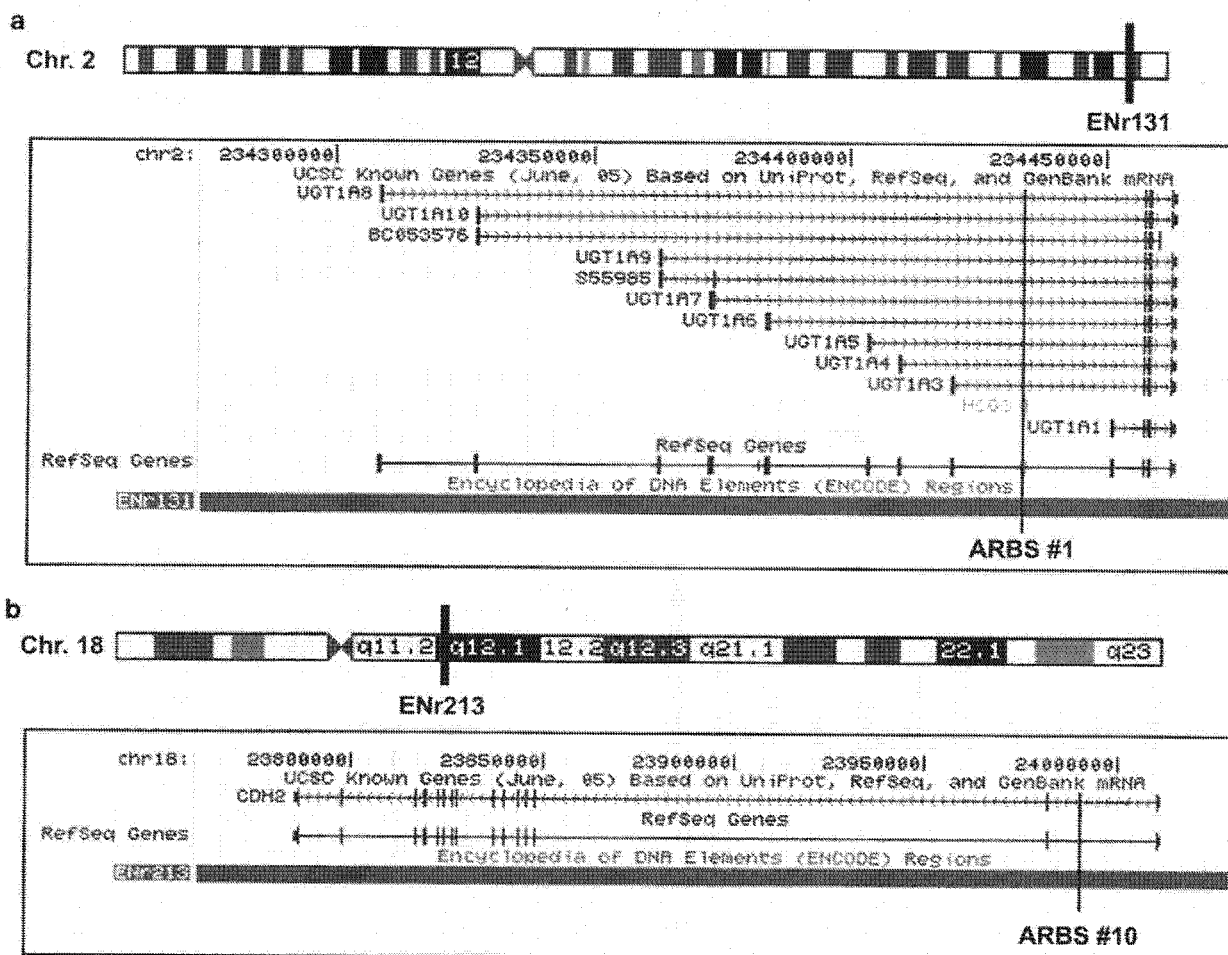 a
Chr. 2
12
ENr131
chr2: 234300000| 234350000| 234400000| 234450000|
UCSC Known Genes (June, 05) Based on UniProt, RefSeq, and GenBank mRNA
UGT1A8
UGT1A10
BC053576
UGT1A9
S55985
UGT1A7
UGT1A6
UGT1A5
UGT1A4
UGT1A3
UGT1A1
RefSeq Genes
RefSeq Genes
Encyclopedia of DNA Elements (ENCODE) Regions
ENr131
ARBS #1
b
Chr. 18
q11.2 q12.1 12.2 q12.3 q21.1 22.1 q23
ENr213
chr18: 23800000| 23850000| 23900000| 23950000| 24000000|
UCSC Known Genes (June, 05) Based on UniProt, RefSeq, and GenBank mRNA
CDH2
RefSeq Genes
RefSeq Genes
Encyclopedia of DNA Elements (ENCODE) Regions
ENr213
ARBS #10